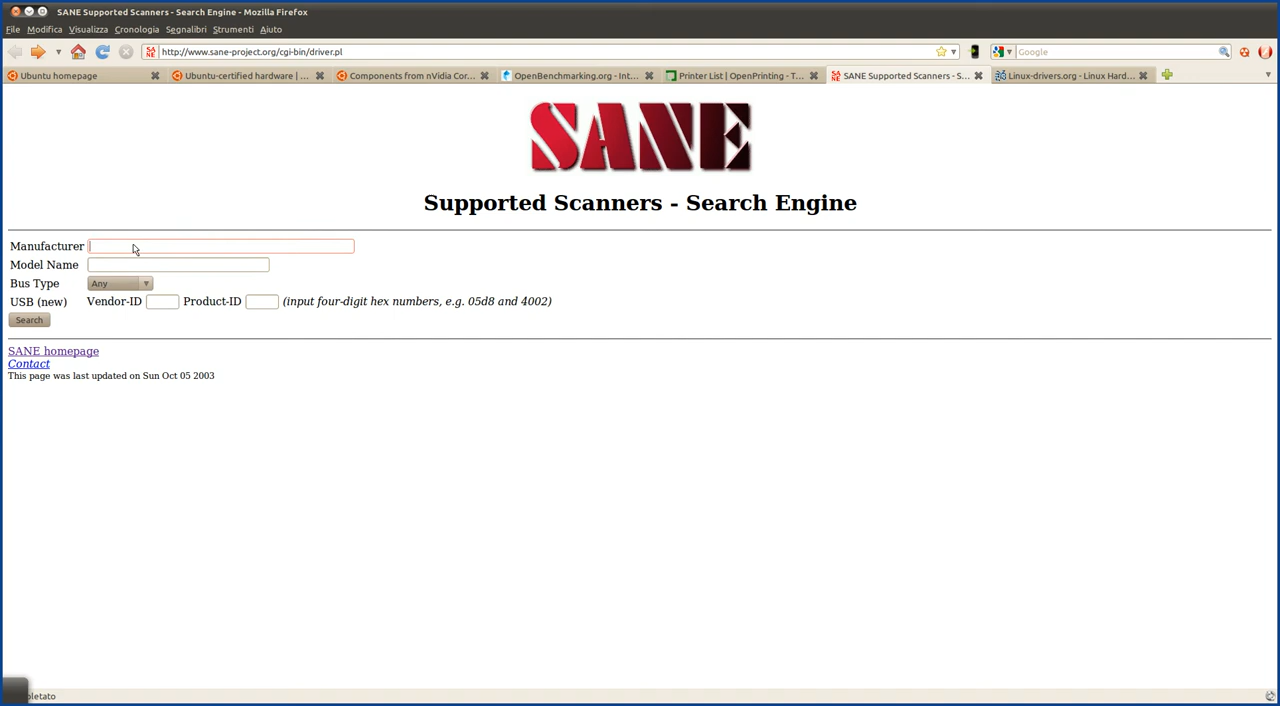 SANE Supported Scanners - Search Engine - Mozilla Firefox
File Modifica Visualizza Cronologia Segnalibri Strumenti Aiuto
http://www.sane-project.org/cgi-bin/driver.pl Google
Ubuntu homepage Ubuntu-certified hardware | ... Components from nVidia Cor... OpenBenchmarking.org - Int... Printer List | OpenPrinting - T... SANE Supported Scanners - S... Linux-drivers.org - Linux Hard...
SANE
Supported Scanners - Search Engine
Manufacturer
Model Name
Bus Type Any
USB (new) Vendor-ID Product-ID (input four-digit hex numbers, e.g. 05d8 and 4002)
Search
SANE homepage
Contact
This page was last updated on Sun Oct 05 2003
letato